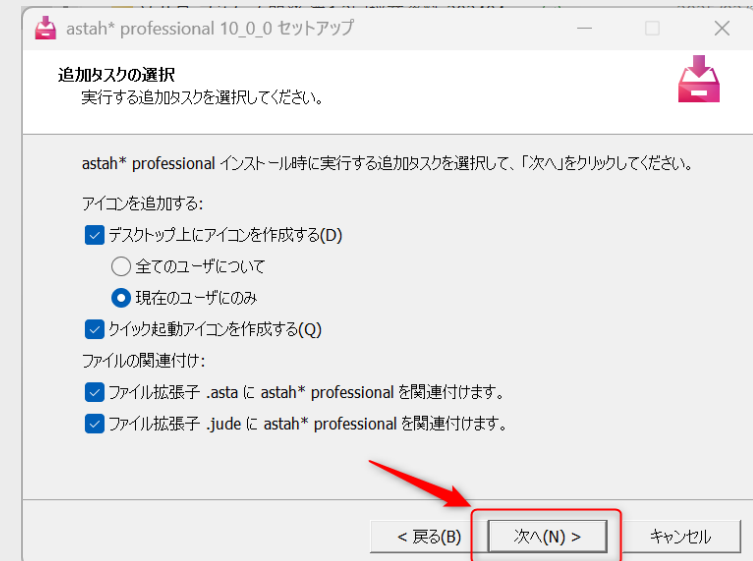 astah* professional 10_0_0 セットアップ
追加タスクの選択
実行する追加タスクを選択してください。
astah* professional インストール時に実行する追加タスクを選択して、「次へ」をクリックしてください。
アイコンを追加する:
デスクトップ上にアイコンを作成する(D)
全てのユーザについて
現在のユーザにのみ
クイック起動アイコンを作成する(Q)
ファイルの関連付け:
ファイル拡張子 .asta に astah* professional を関連付けます。
ファイル拡張子 .jude に astah* professional を関連付けます。
< 戻る(B) 次へ(N) > キャンセル